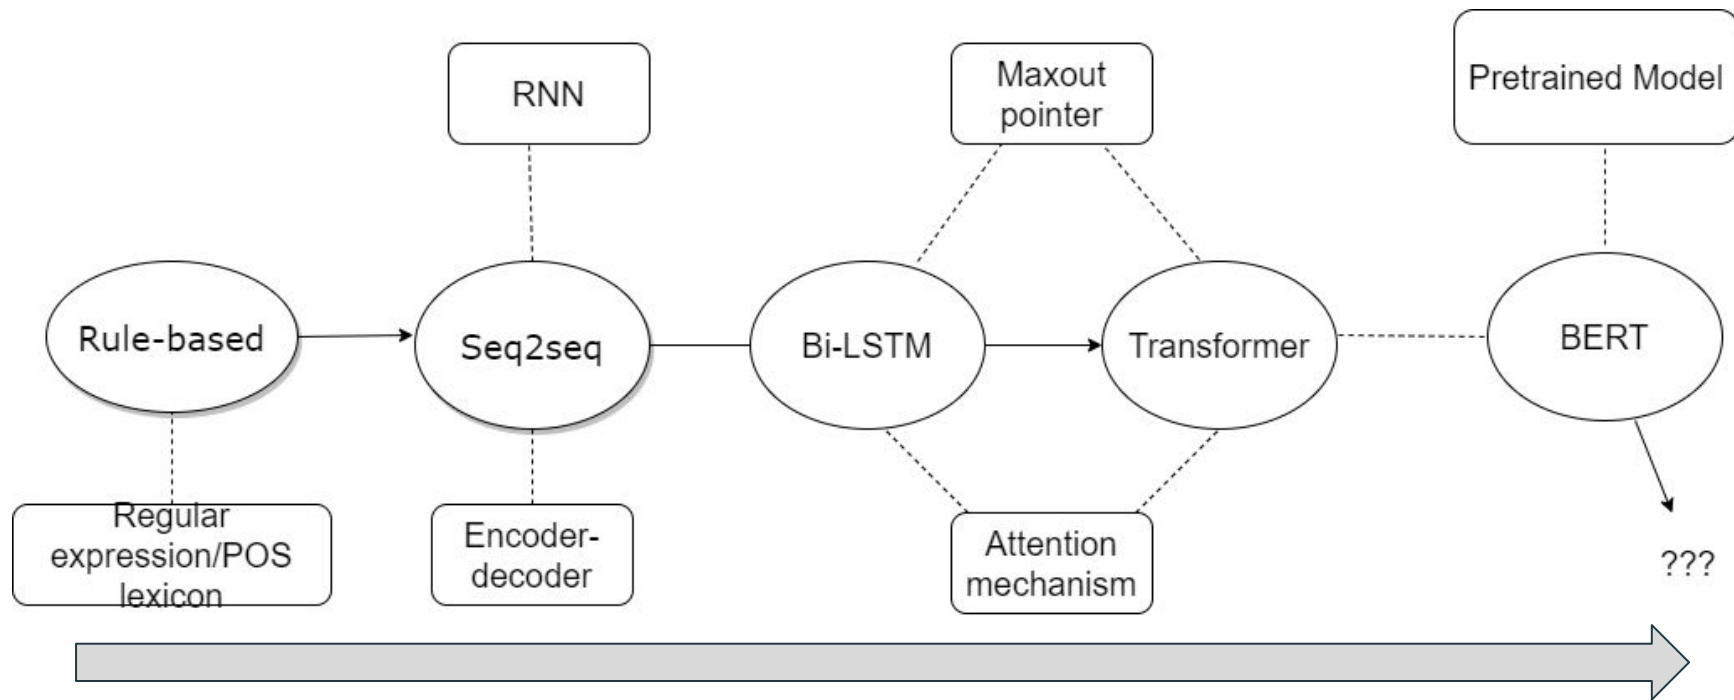 RNN
Maxout
pointer
Pretrained Model
Rule-based
Seq2seq
Bi-LSTM
Transformer
BERT
Regular
expression/POS
lexicon
Encoder-
decoder
Attention
mechanism
???